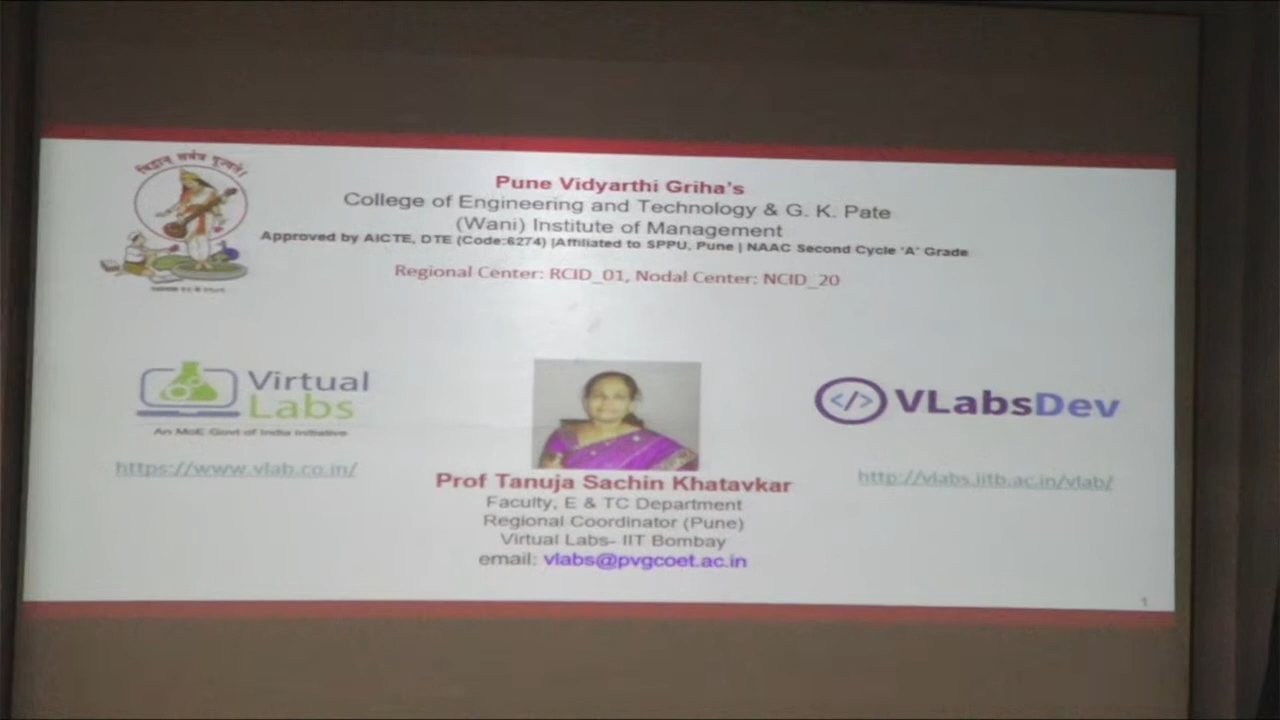 विद्वान् सर्वत्र पूज्यते।
Pune Vidyarthi Griha's
College of Engineering and Technology & G. K. Pate
(Wani) Institute of Management
Approved by AICTE, DTE (Code:6274) |Affiliated to SPPU, Pune | NAAC Second Cycle 'A' Grade
Regional Center: RCID_01, Nodal Center: NCID_20
Virtual
Labs
An MoE Govt of India Initiative
https://www.vlab.co.in/
</> VLabsDev
http://vlabs.iitb.ac.in/vlab/
Prof Tanuja Sachin Khatavkar
Faculty, E & TC Department
Regional Coordinator (Pune)
Virtual Labs- IIT Bombay
email: vlabs@pvgcoet.ac.in
1